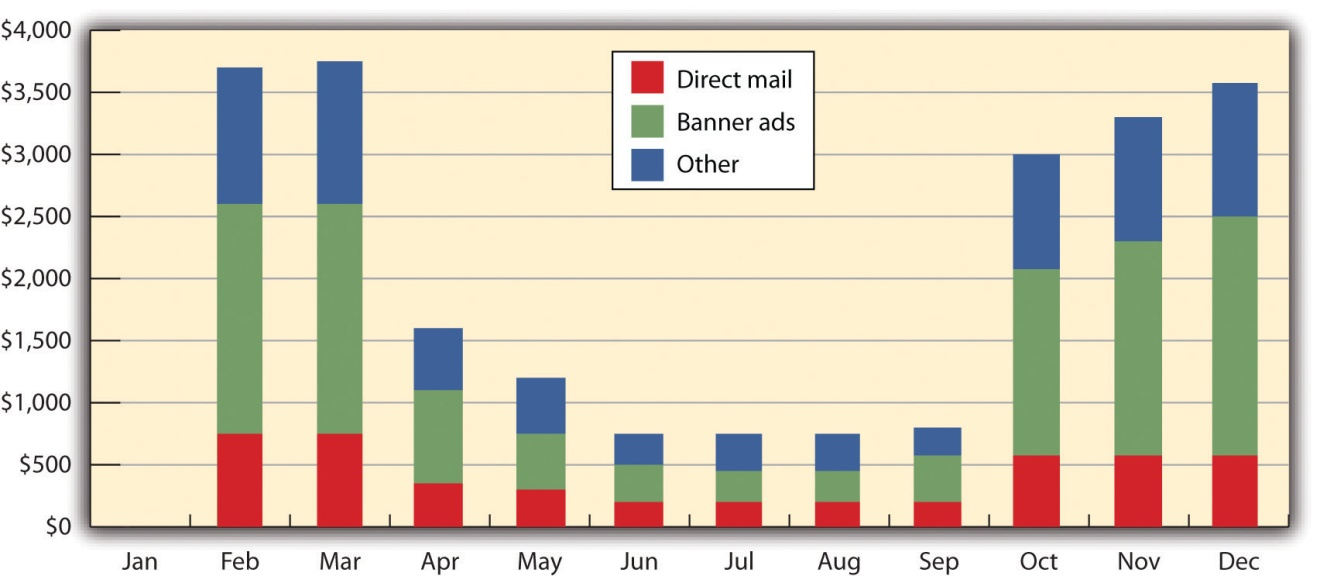 $4,000
$3,500
$3,000
$2,500
$2,000
$1,500
$1,000
$500
$0
Direct mail
Banner ads
Other
Jan Feb Mar Apr May Jun Jul Aug Sep Oct Nov Dec